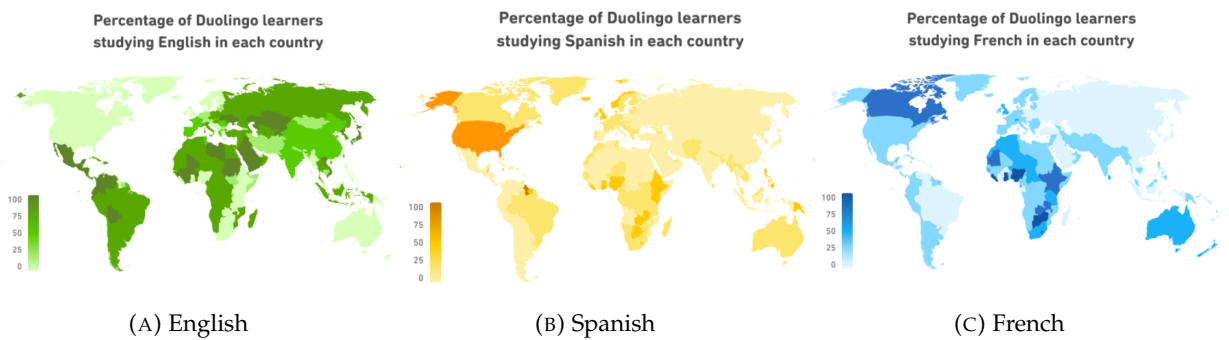 Percentage of Duolingo learners
studying English in each country
100
75
50
25
0
(A) English
Percentage of Duolingo learners
studying Spanish in each country
100
75
50
25
0
(B) Spanish
Percentage of Duolingo learners
studying French in each country
100
75
50
25
0
(C) French